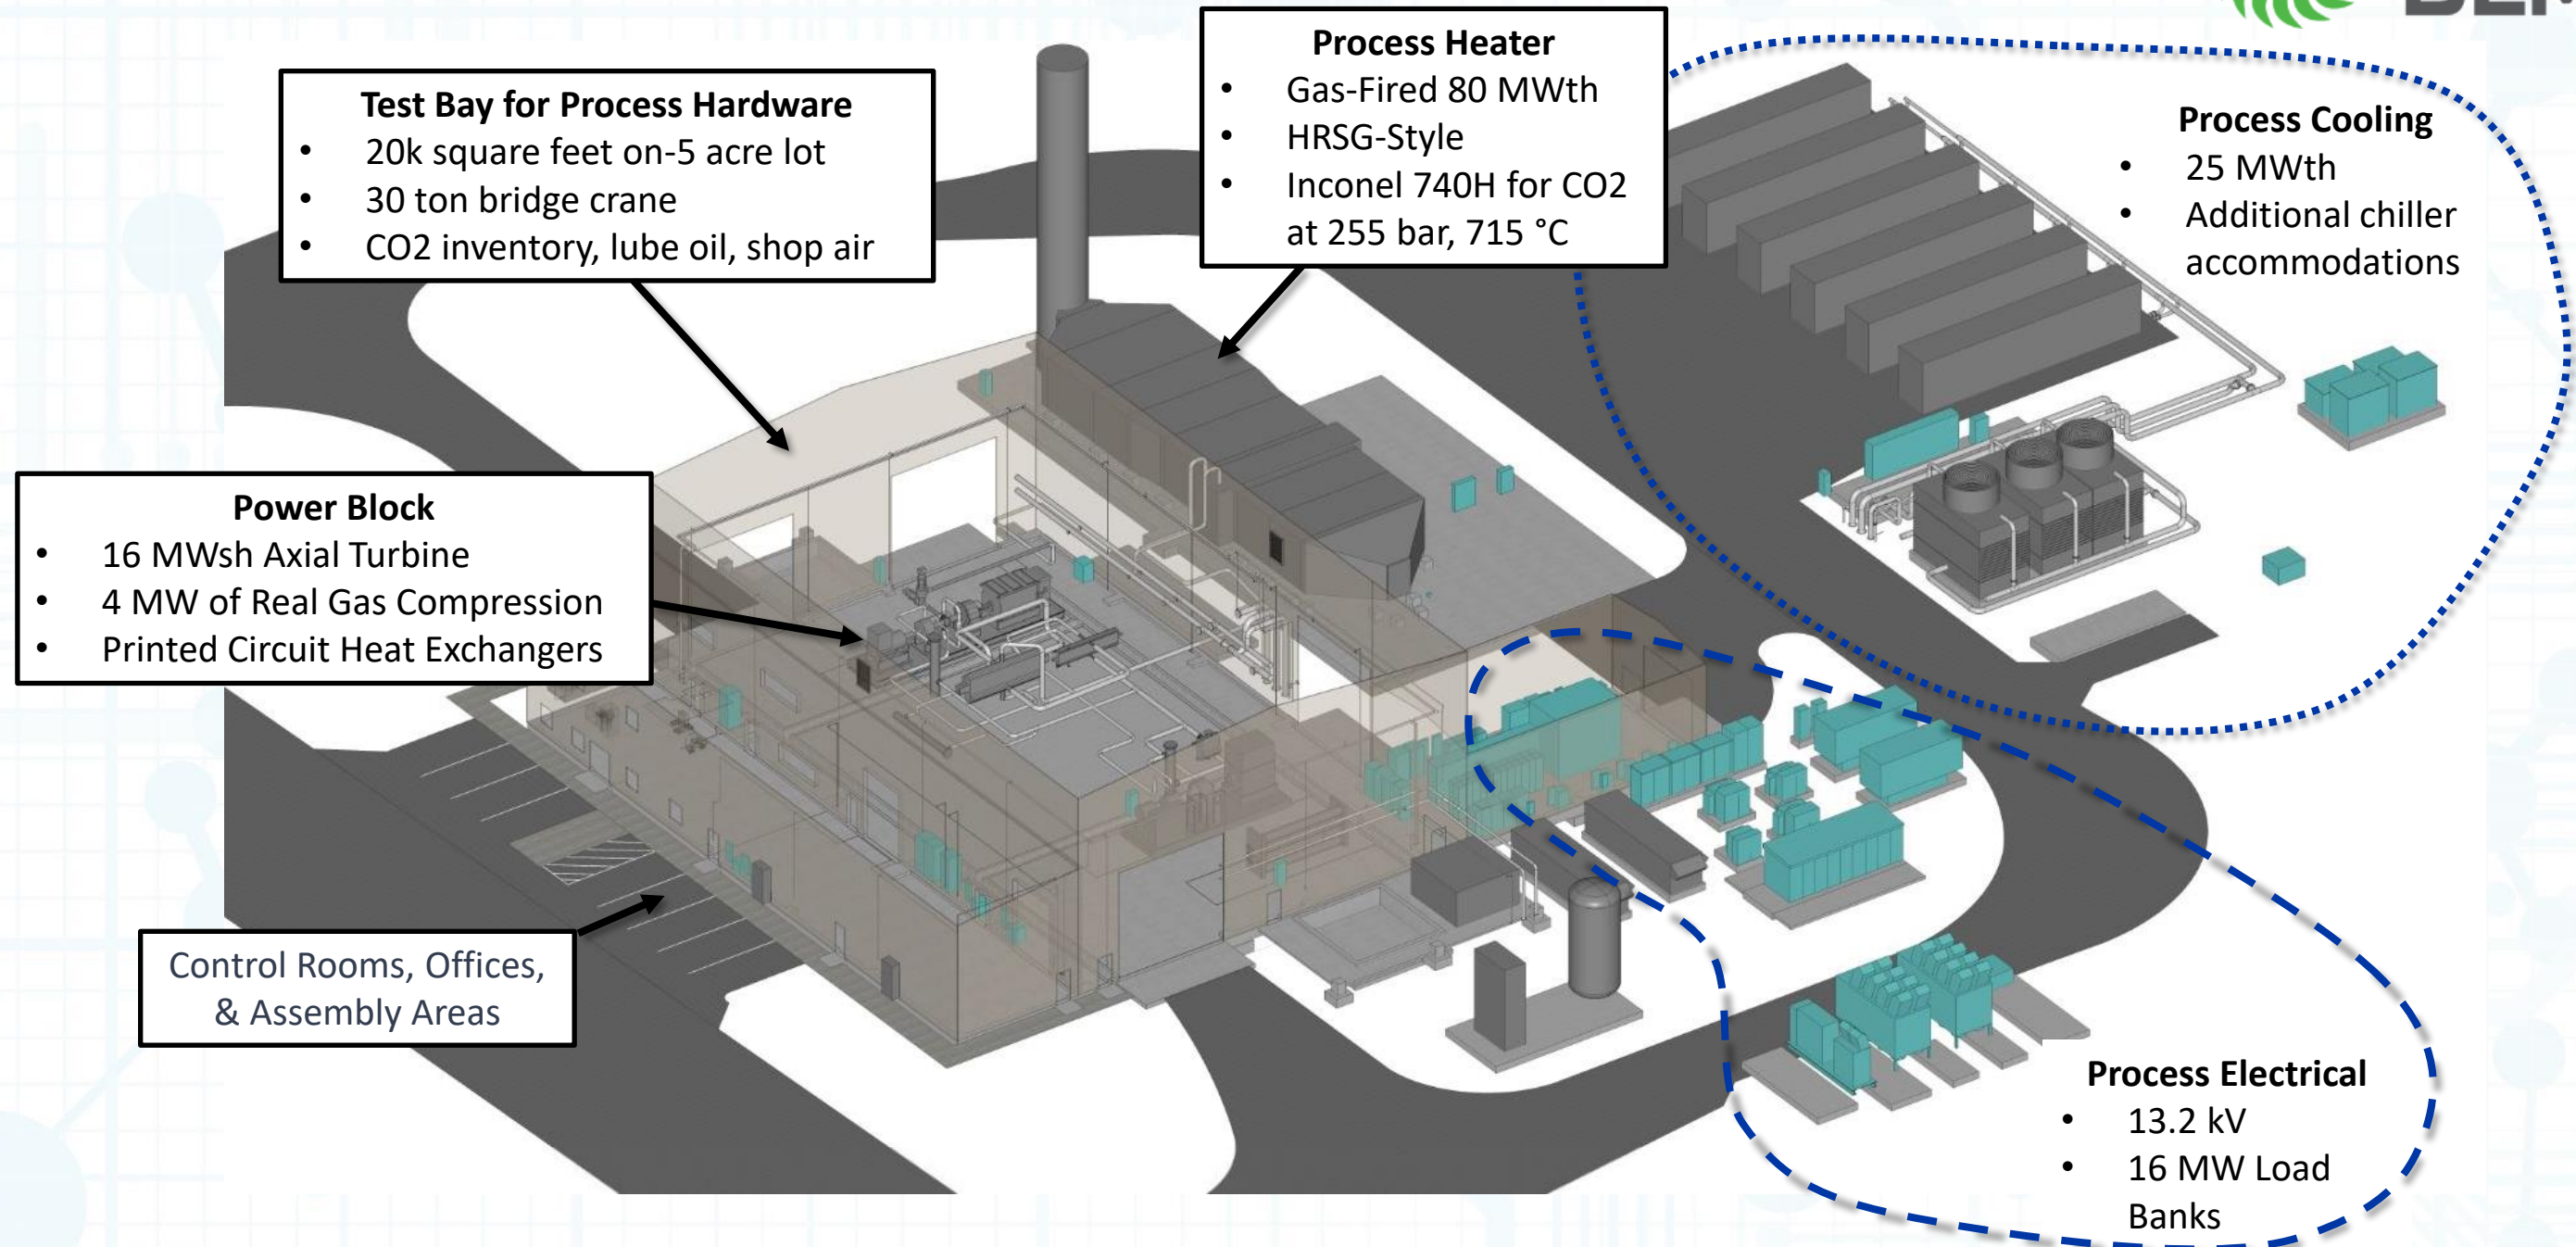 Test Bay for Process Hardware
• 20k square feet on-5 acre lot
• 30 ton bridge crane
• CO2 inventory, lube oil, shop air
Process Heater
• Gas-Fired 80 MWth
• HRSG-Style
• Inconel 740H for CO2
at 255 bar, 715 °C
Process Cooling
• 25 MWth
• Additional chiller
accommodations
Power Block
• 16 MWsh Axial Turbine
• 4 MW of Real Gas Compression
• Printed Circuit Heat Exchangers
Control Rooms, Offices,
& Assembly Areas
Process Electrical
• 13.2 kV
• 16 MW Load
Banks